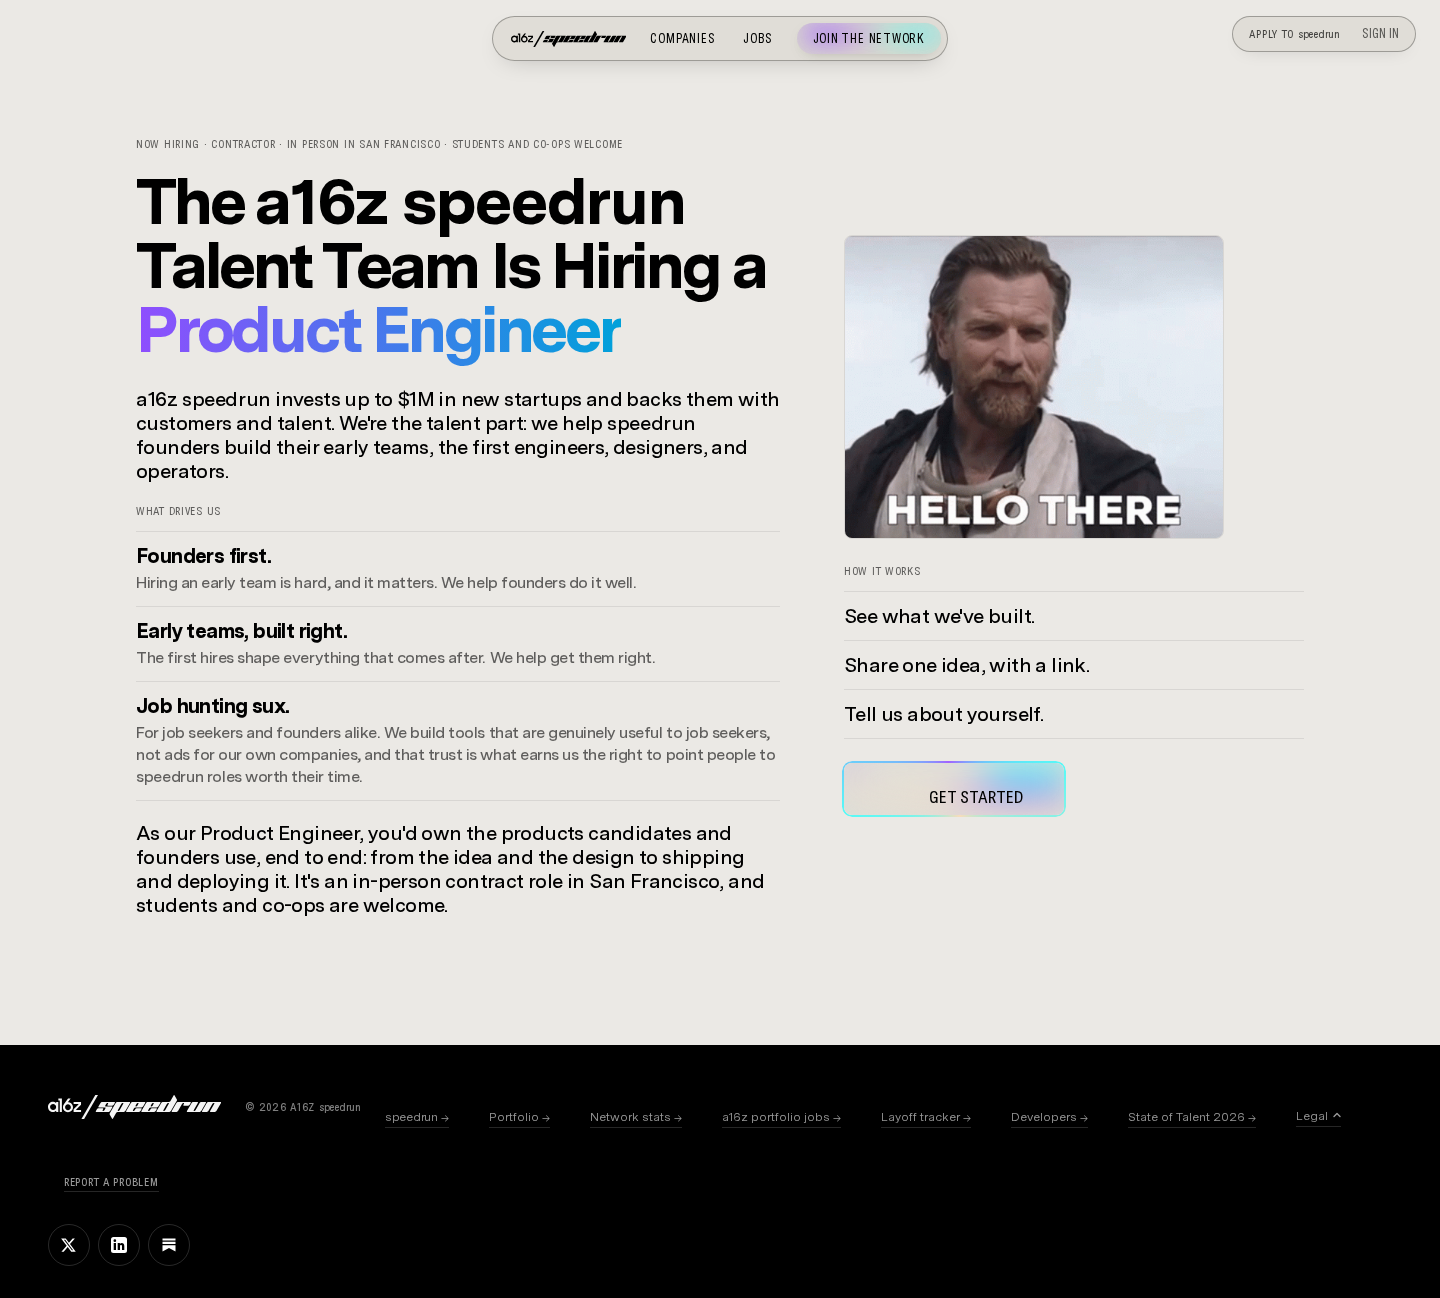 a16z/speedrun
COMPANIES
JOBS
JOIN THE NETWORK
APPLY TO speedrun
SIGN IN
NOW HIRING · CONTRACTOR · IN PERSON IN SAN FRANCISCO · STUDENTS AND CO-OPS WELCOME
The a16z speedrun
Talent Team Is Hiring a
Product Engineer
a16z speedrun invests up to $1M in new startups and backs them with
customers and talent. We're the talent part: we help speedrun
founders build their early teams, the first engineers, designers, and
operators.
WHAT DRIVES US
Founders first.
Hiring an early team is hard, and it matters. We help founders do it well.
Early teams, built right.
The first hires shape everything that comes after. We help get them right.
Job hunting sux.
For job seekers and founders alike. We build tools that are genuinely useful to job seekers,
not ads for our own companies, and that trust is what earns us the right to point people to
speedrun roles worth their time.
As our Product Engineer, you'd own the products candidates and
founders use, end to end: from the idea and the design to shipping
and deploying it. It's an in-person contract role in San Francisco, and
students and co-ops are welcome.
HELLO THERE
HOW IT WORKS
See what we've built.
Share one idea, with a link.
Tell us about yourself.
GET STARTED
a16z/speedrun
© 2026 A16Z speedrun
speedrun →
Portfolio →
Network stats →
a16z portfolio jobs →
Layoff tracker →
Developers →
State of Talent 2026 →
Legal
REPORT A PROBLEM